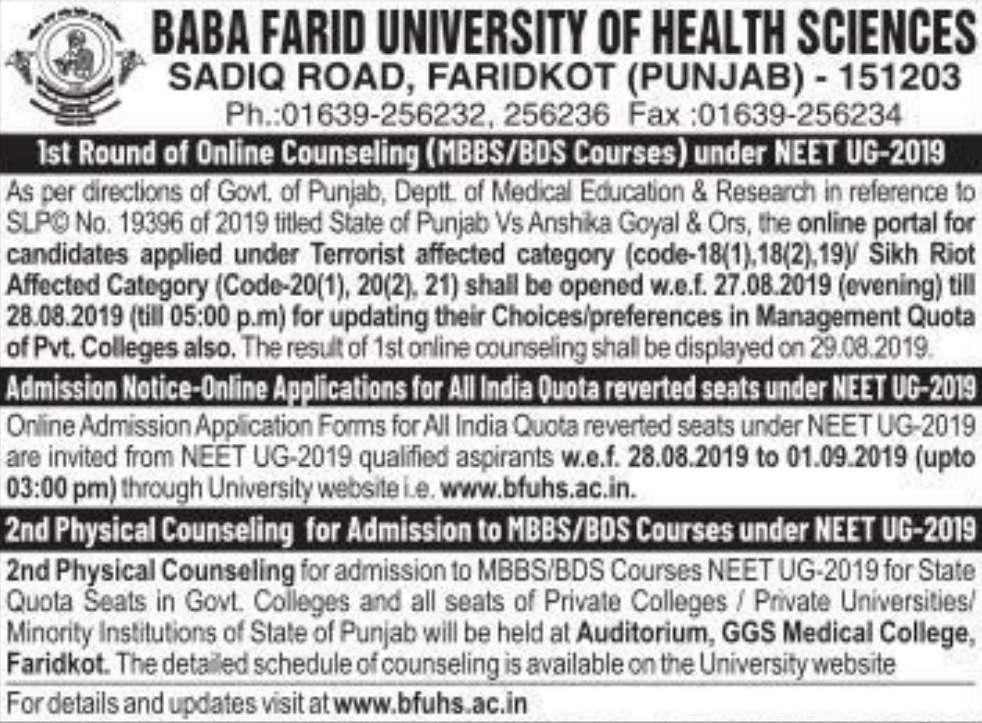 BABA FARID UNIVERSITY OF HEALTH SCIENCES
SADIQ ROAD, FARIDKOT (PUNJAB) - 151203
Ph.:01639-256232, 256236 Fax :01639-256234
1st Round of Online Counseling (MBBS/BDS Courses) under NEET UG-2019
As per directions of Govt. of Punjab, Deptt. of Medical Education & Research in reference to
SLP© No. 19396 of 2019 titled State of Punjab Vs Anshika Goyal & Ors, the online portal for
candidates applied under Terrorist affected category (code-18(1),18(2),19)/ Sikh Riot
Affected Category (Code-20(1), 20(2), 21) shall be opened w.e.f. 27.08.2019 (evening) till
28.08.2019 (till 05:00 p.m) for updating their Choices/preferences in Management Quota
of Pvt. Colleges also. The result of 1st online counseling shall be displayed on 29.08.2019.
Admission Notice-Online Applications for All India Quota reverted seats under NEET UG-2019
Online Admission Application Forms for All India Quota reverted seats under NEET UG-2019
are invited from NEET UG-2019 qualified aspirants w.e.f. 28.08.2019 to 01.09.2019 (upto
03:00 pm) through University website i.e. www.bfuhs.ac.in.
2nd Physical Counseling for Admission to MBBS/BDS Courses under NEET UG-2019
2nd Physical Counseling for admission to MBBS/BDS Courses NEET UG-2019 for State
Quota Seats in Govt. Colleges and all seats of Private Colleges / Private Universities/
Minority Institutions of State of Punjab will be held at Auditorium, GGS Medical College,
Faridkot. The detailed schedule of counseling is available on the University website
For details and updates visit at www.bfuhs.ac.in